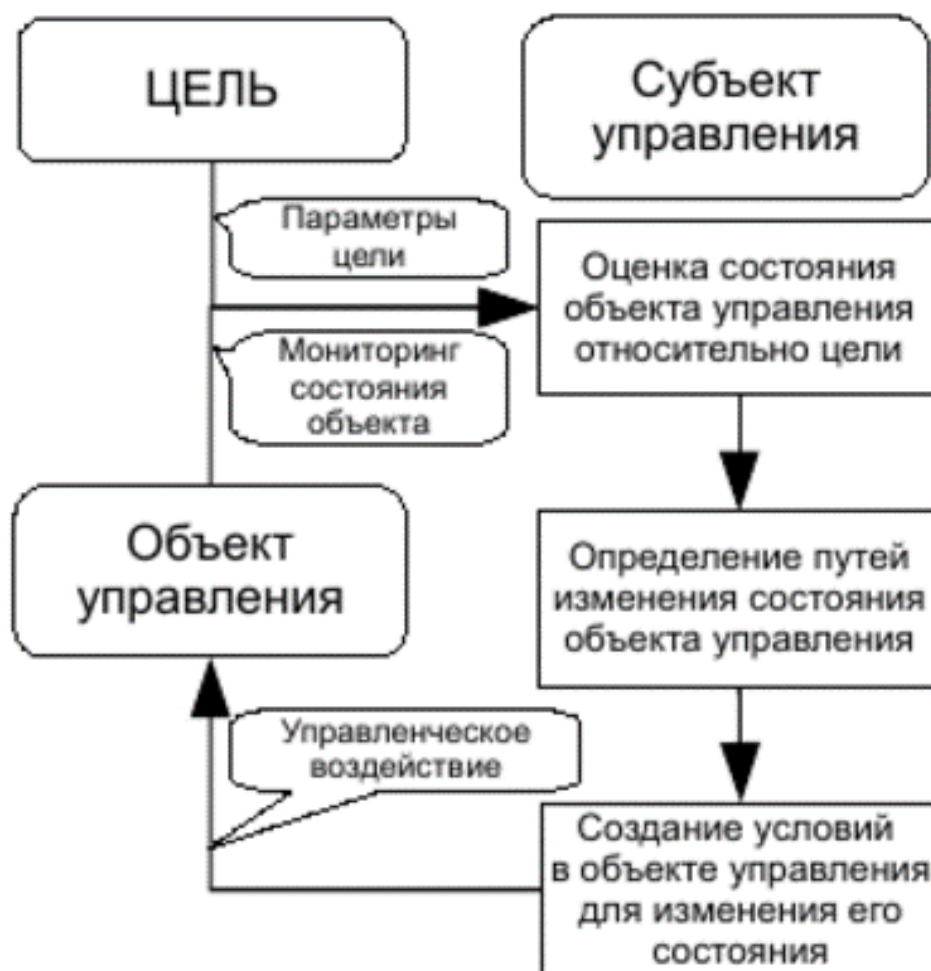 ЦЕЛЬ
Субъект
управления
Параметры
цели
Оценка состояния
объекта управления
относительно цели
Мониторинг
состояния
объекта
Объект
управления
Определение путей
изменения состояния
объекта управления
Управленческое
воздействие
Создание условий
в объекте управления
для изменения его
состояния